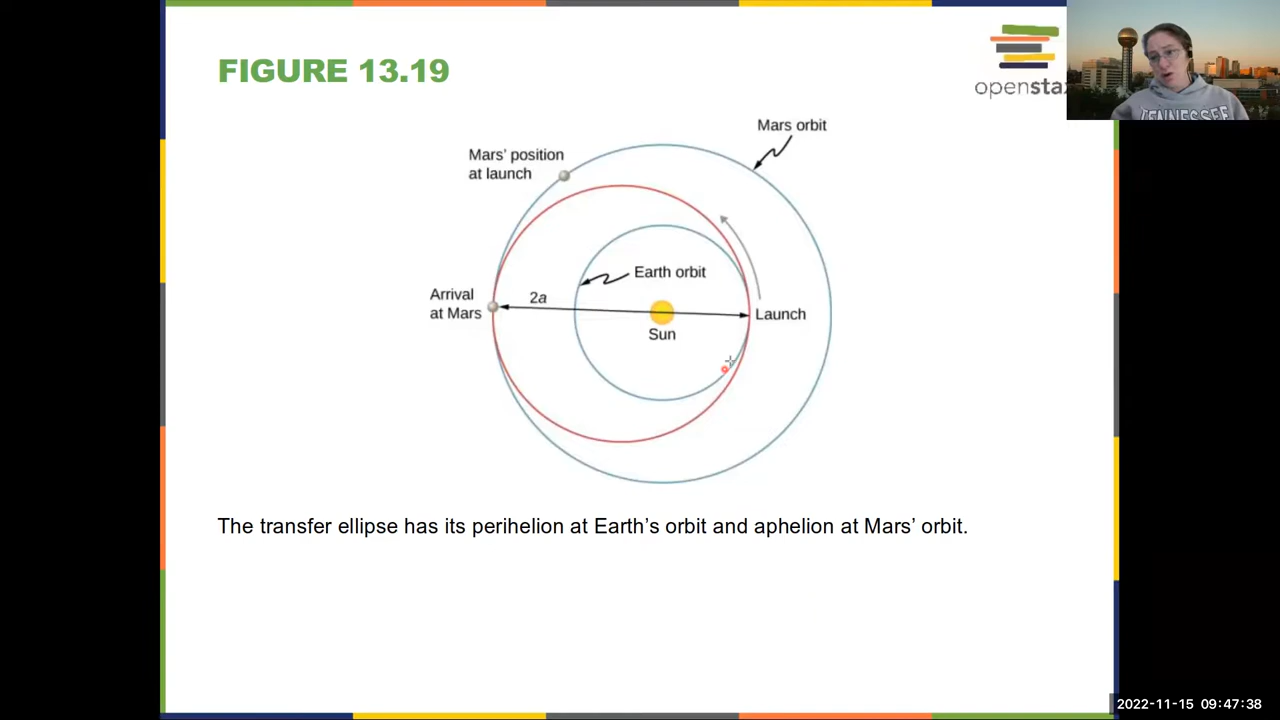 FIGURE 13.19
openstax
TENNESSEE
Mars orbit
Mars’ position
at launch
Earth orbit
Arrival
at Mars
2a
Launch
Sun
The transfer ellipse has its perihelion at Earth’s orbit and aphelion at Mars’ orbit.
2022-11-15 09:47:38